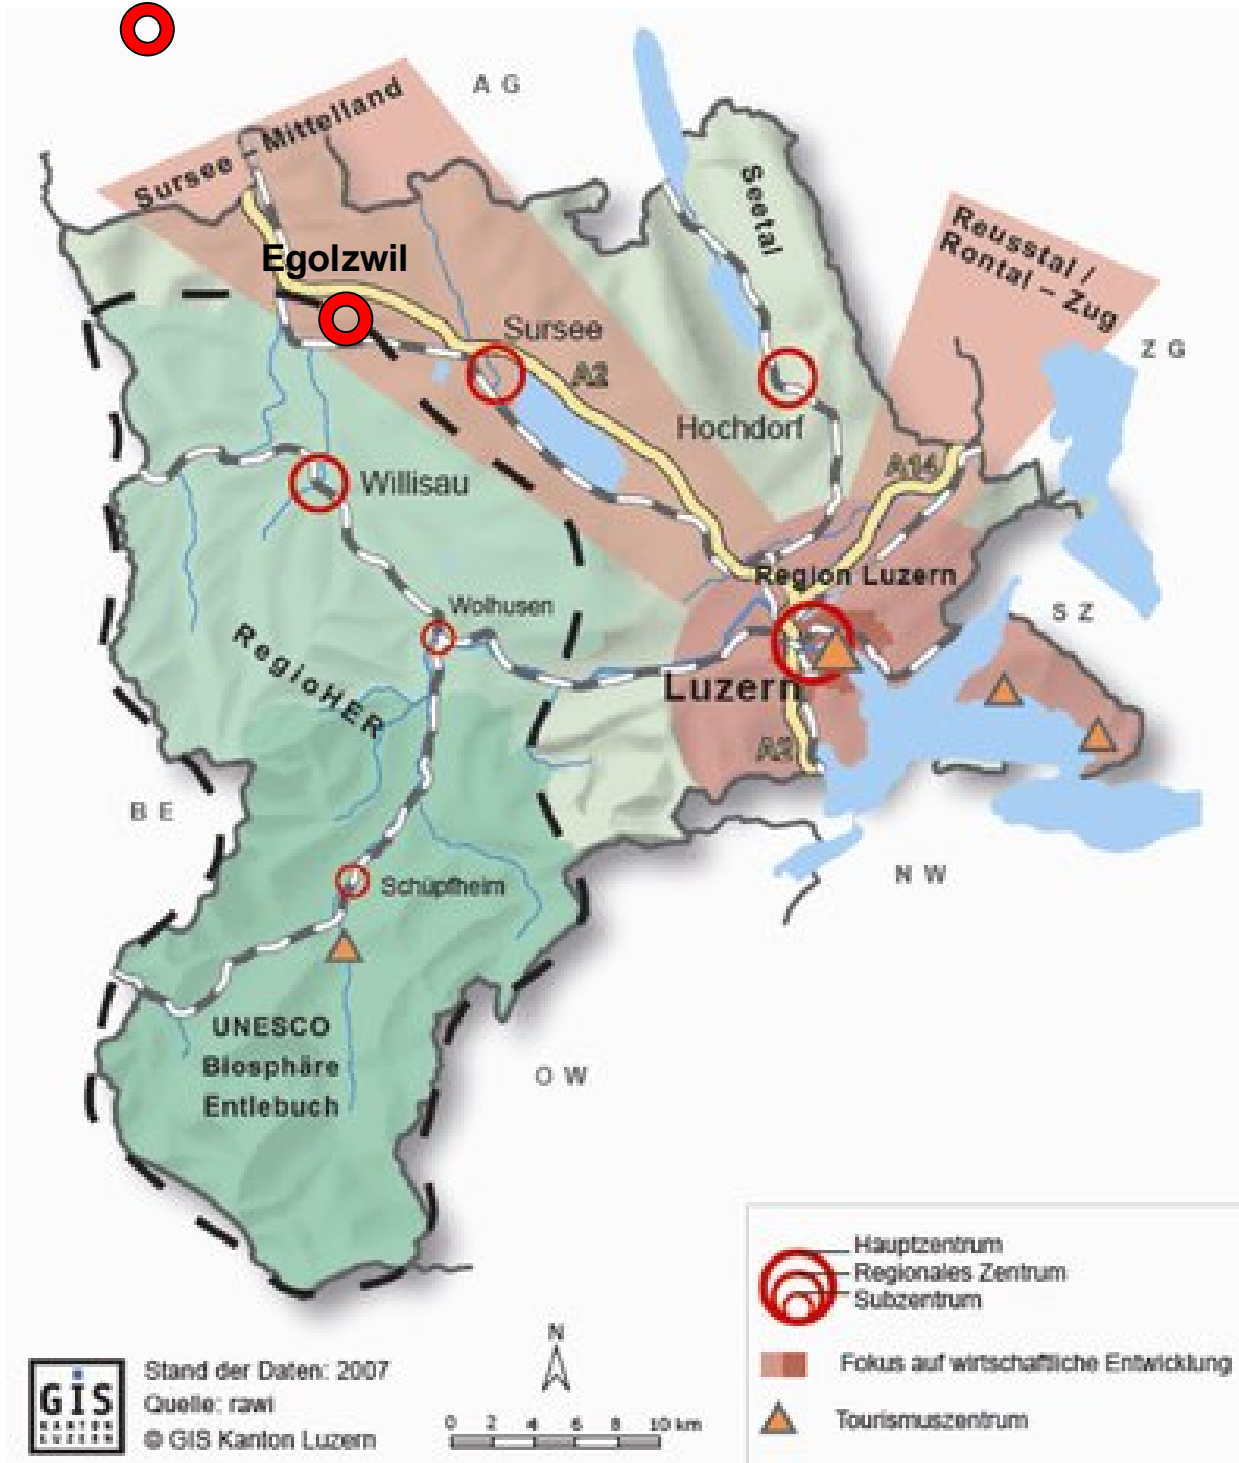 A G
Sursee – Mittelland
Seetal
Reusstal /
Rontal – Zug
Egolzwil
Sursee
A2
Z G
Hochdorf
A14
Willisau
Region Luzern
Wolhusen
S Z
RegioHER
Luzern
A2
B E
N W
Schüpfheim
UNESCO
Biosphäre
Entlebuch
O W
Hauptzentrum
Regionales Zentrum
Subzentrum
Fokus auf wirtschaftliche Entwicklung
Tourismuszentrum
N
0 2 4 6 8 10 km
GIS
KANTON
LUZERN
Stand der Daten: 2007
Quelle: rawi
© GIS Kanton Luzern